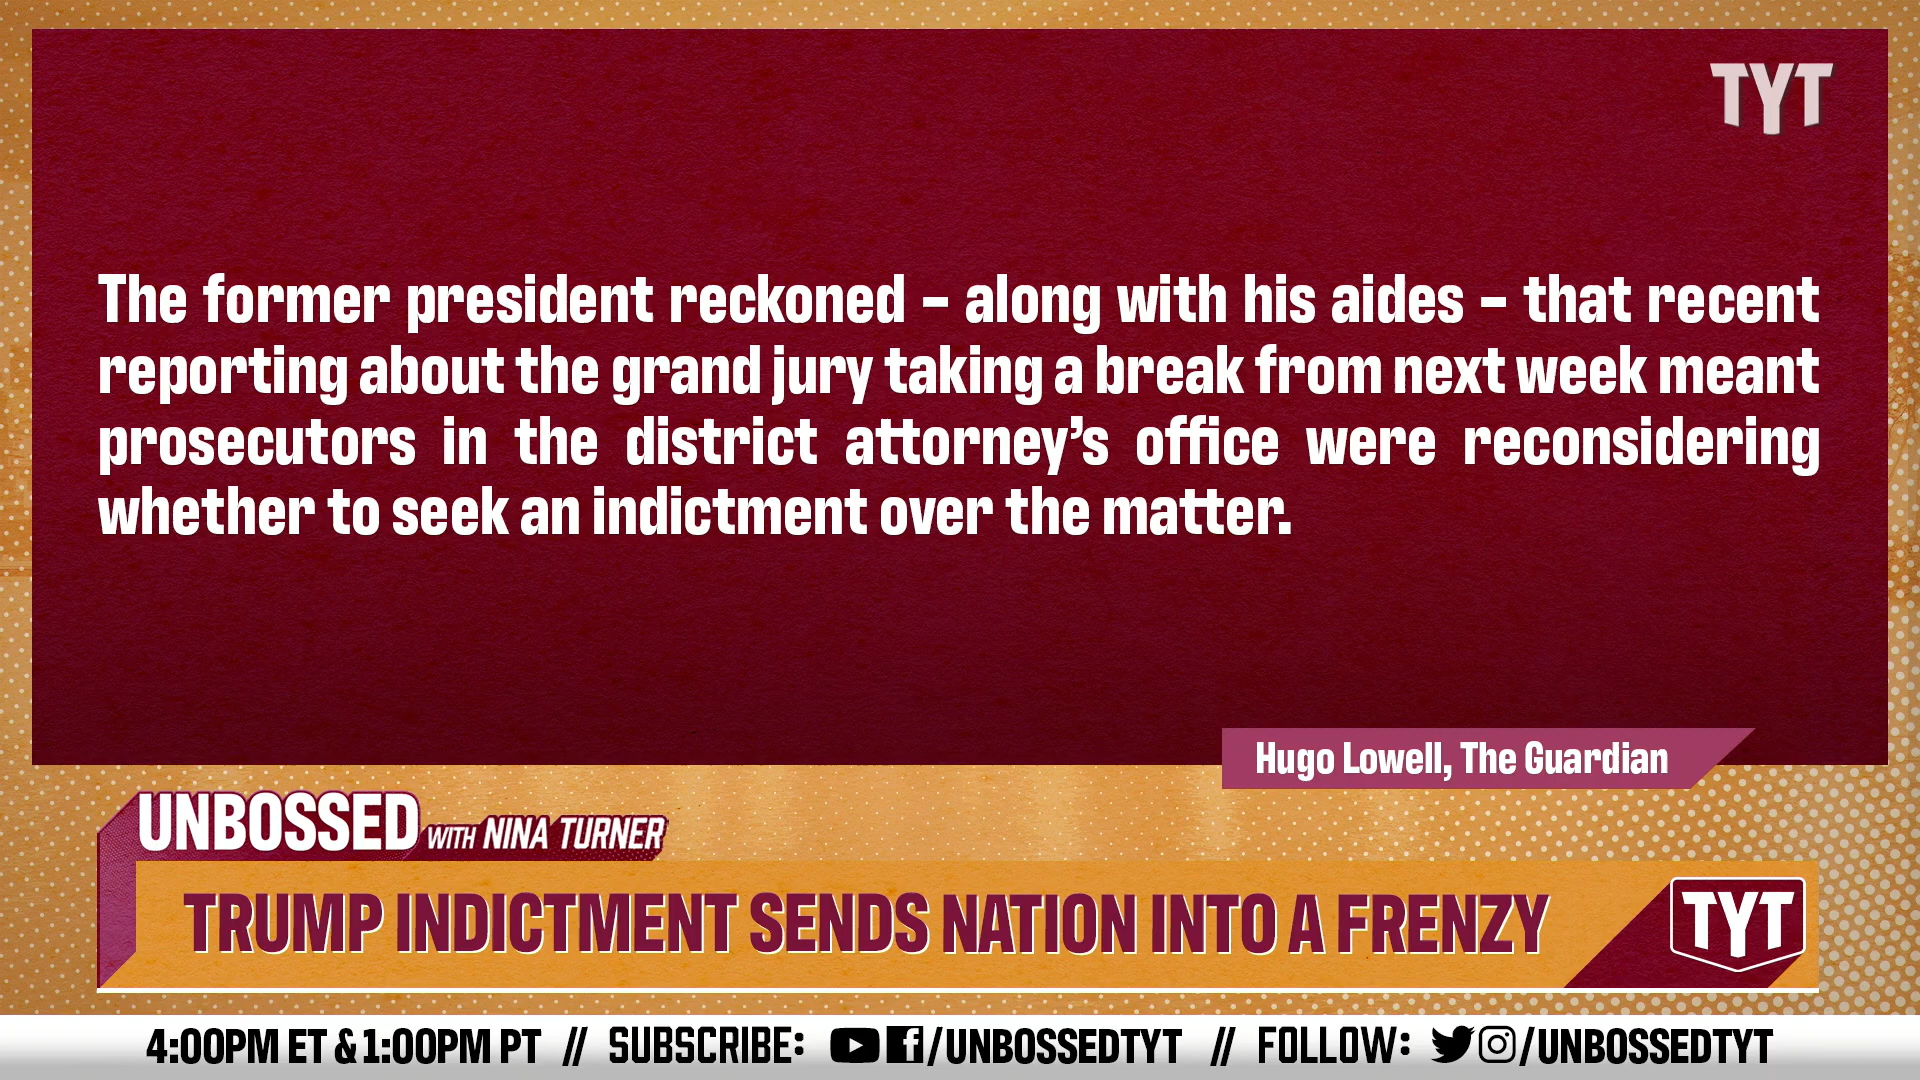 TYT
The former president reckoned – along with his aides – that recent
reporting about the grand jury taking a break from next week meant
prosecutors in the district attorney’s office were reconsidering
whether to seek an indictment over the matter.
Hugo Lowell, The Guardian
UNBOSSED WITH NINA TURNER
TRUMP INDICTMENT SENDS NATION INTO A FRENZY
TYT
4:00PM ET & 1:00PM PT // SUBSCRIBE: /UNBOSSEDTYT // FOLLOW: /UNBOSSEDTYT